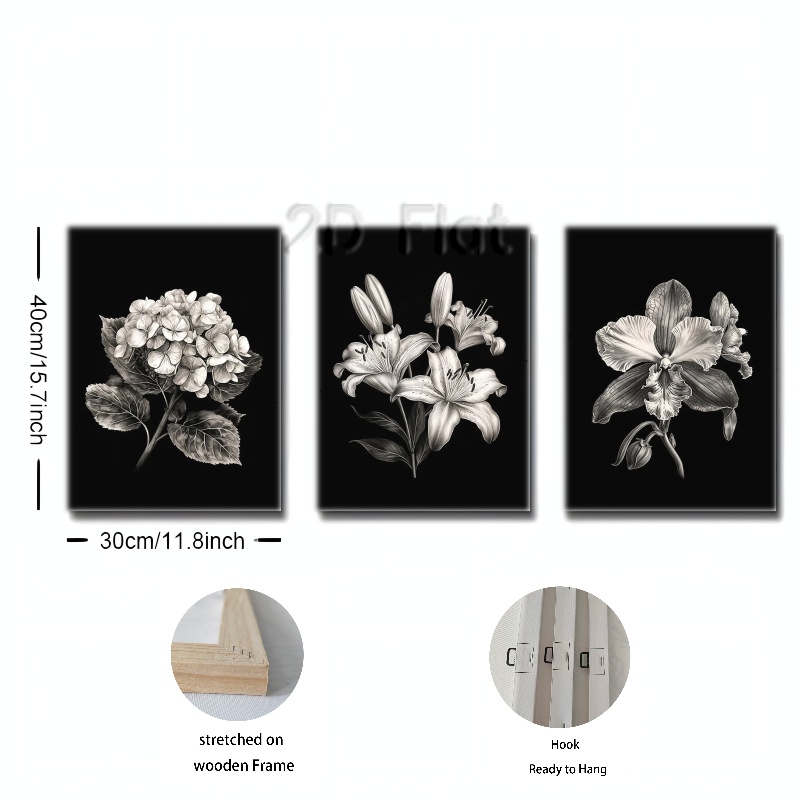 2D Flat
40cm/15.7inch
30cm/11.8inch
stretched on
wooden Frame
Hook
Ready to Hang